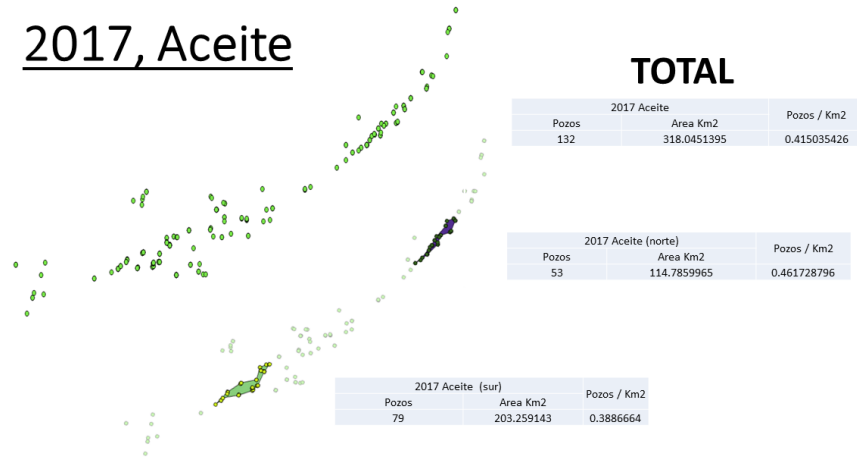 2017, Aceite
TOTAL
2017 Aceite
Pozos / Km2
Pozos Area Km2
132 318.0451395 0.415035426
2017 Aceite (norte)
Pozos / Km2
Pozos Area Km2
53 114.7859965 0.461728796
2017 Aceite (sur)
Pozos / Km2
Pozos Area Km2
79 203.259143 0.3886664